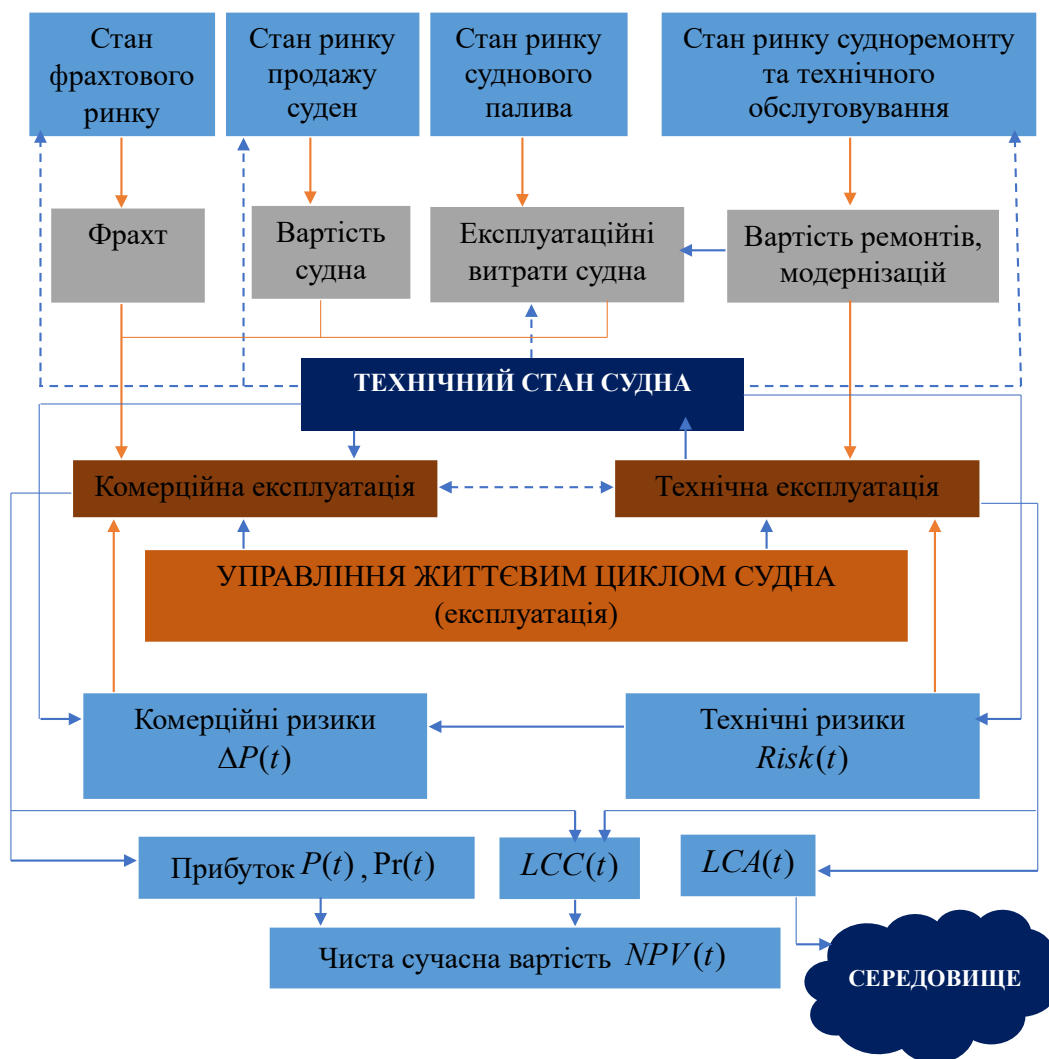 Стан
фрахтового
ринку
Стан ринку
продажу
суден
Стан ринку
суднового
палива
Стан ринку судноремонту
та технічного
обслуговування
Фрахт
Вартість
судна
Експлуатаційні
витрати судна
Вартість ремонтів,
модернізацій
ТЕХНІЧНИЙ СТАН СУДНА
Комерційна експлуатація
Технічна експлуатація
УПРАВЛІННЯ ЖИТТЄВИМ ЦИКЛОМ СУДНА
(експлуатація)
Комерційні ризики
ΔP(t)
Технічні ризики
Risk(t)
Прибуток P(t), Pr(t)
LCC(t)
LCA(t)
Чиста сучасна вартість NPV(t)
СЕРЕДОВИЩЕ